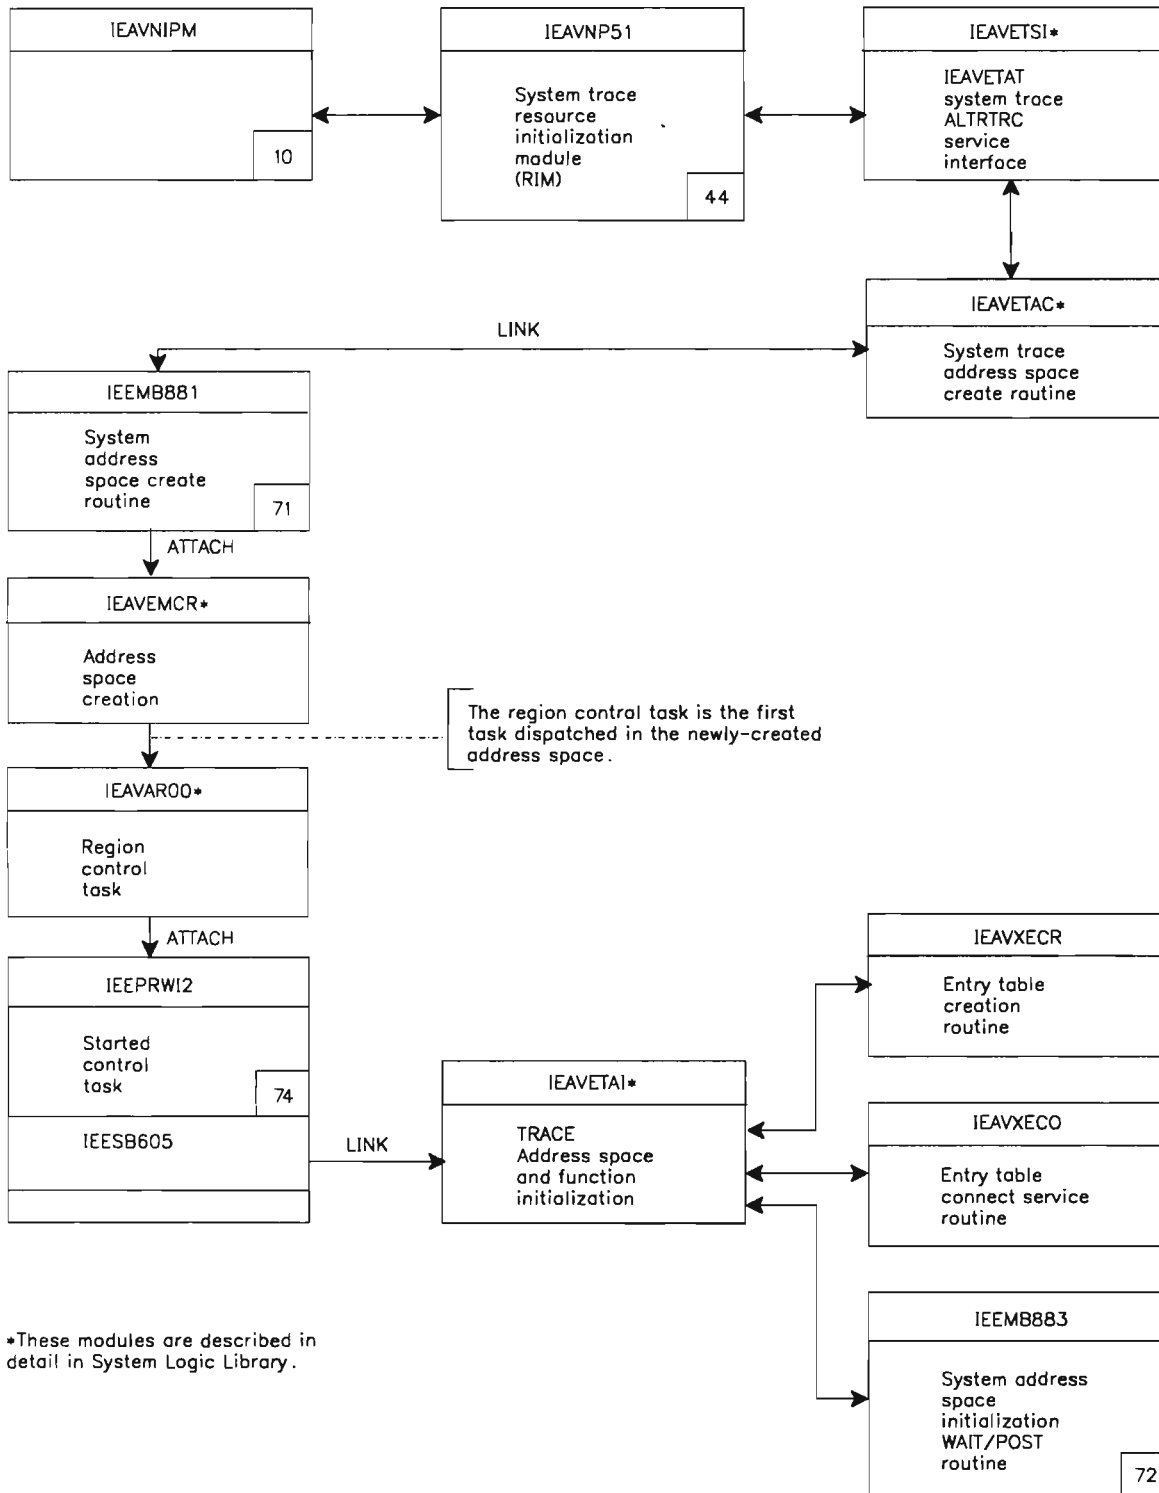 IEAVNIPM
10
IEAVNP51
System trace
resource
initialization
module
(RIM)
44
IEAVETSI*
IEAVETAT
system trace
ALTRTRC
service
interface
IEAVETAC*
System trace
address space
create routine
LINK
IEEMB881
System
address
space create
routine
71
ATTACH
IEAVEMCR*
Address
space
creation
The region control task is the first
task dispatched in the newly-created
address space.
IEAVAR00*
Region
control
task
ATTACH
IEEPRWI2
Started
control
task
74
IEESB605
LINK
IEAVETAI*
TRACE
Address space
and function
initialization
IEAVXECR
Entry table
creation
routine
IEAVXECO
Entry table
connect service
routine
IEEMB883
System address
space
initialization
WAIT/POST
routine
72
*These modules are described in
detail in System Logic Library.